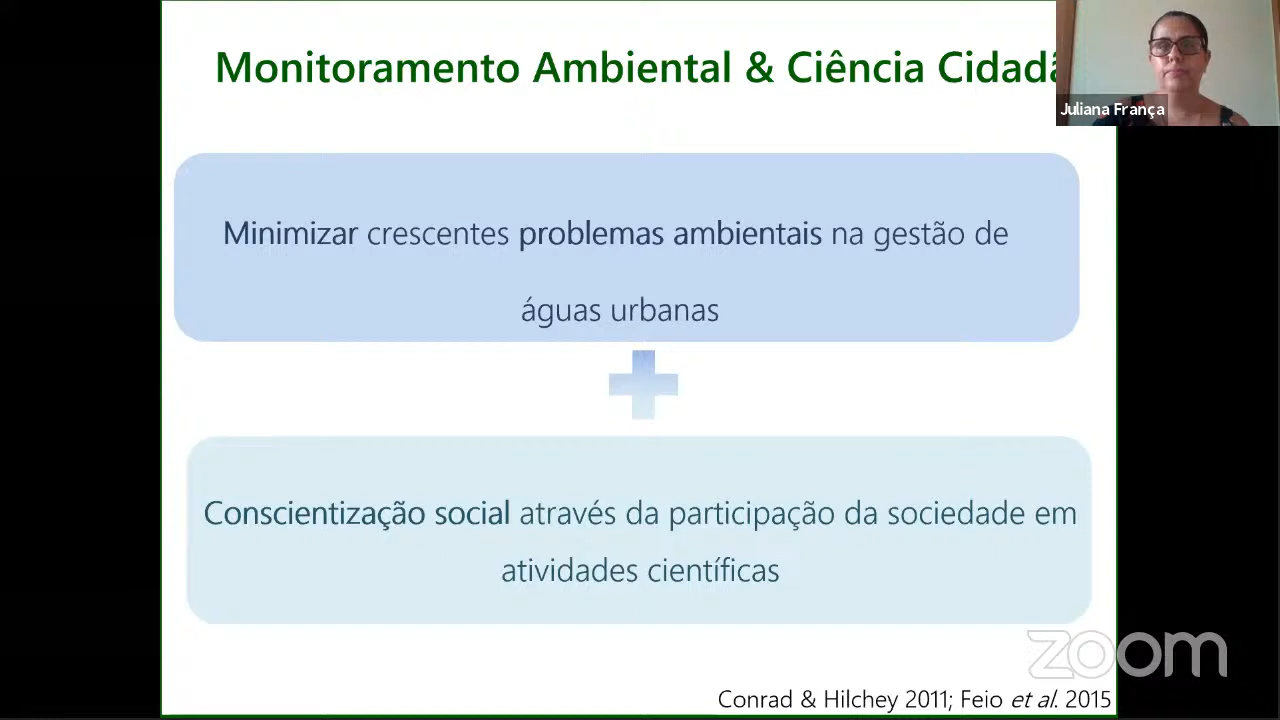 Monitoramento Ambiental & Ciência Cidadã
Juliana França
Minimizar crescentes problemas ambientais na gestão de
águas urbanas
Conscientização social através da participação da sociedade em
atividades científicas
zoom
Conrad & Hilchey 2011; Feio et al. 2015